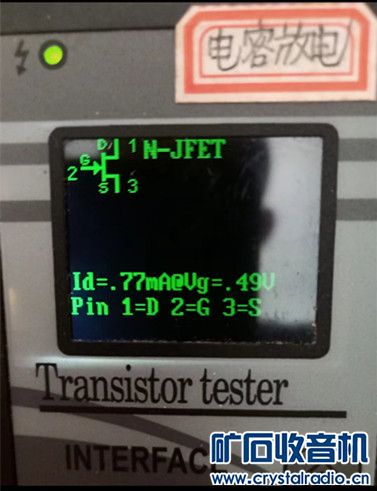 电容放电
D 1 N-JFET
2 G
S 3
Id=.77mA@Vg=.49V
Pin 1=D 2=G 3=S
Transistor tester
INTERFAC
矿石收音机
www.crystalradio.cn